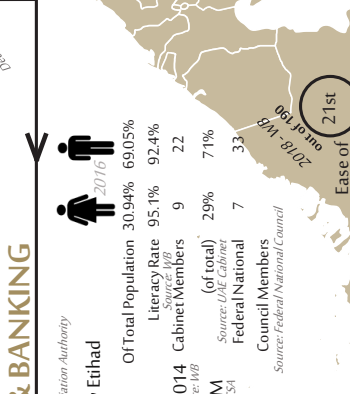 & BANKING
ation Authority
Etihad
2016
Of Total Population 30.94% 69.05%
Literacy Rate 95.1% 92.4%
Source: WB
Cabinet Members 9 22
(of total) 29% 71%
Source: UAE Cabinet
Federal National 7 33
Council Members
Source: Federal National Council
014
e: WB
M
CSA
2018 - WB
out of 190
21st
Ease of
Dec